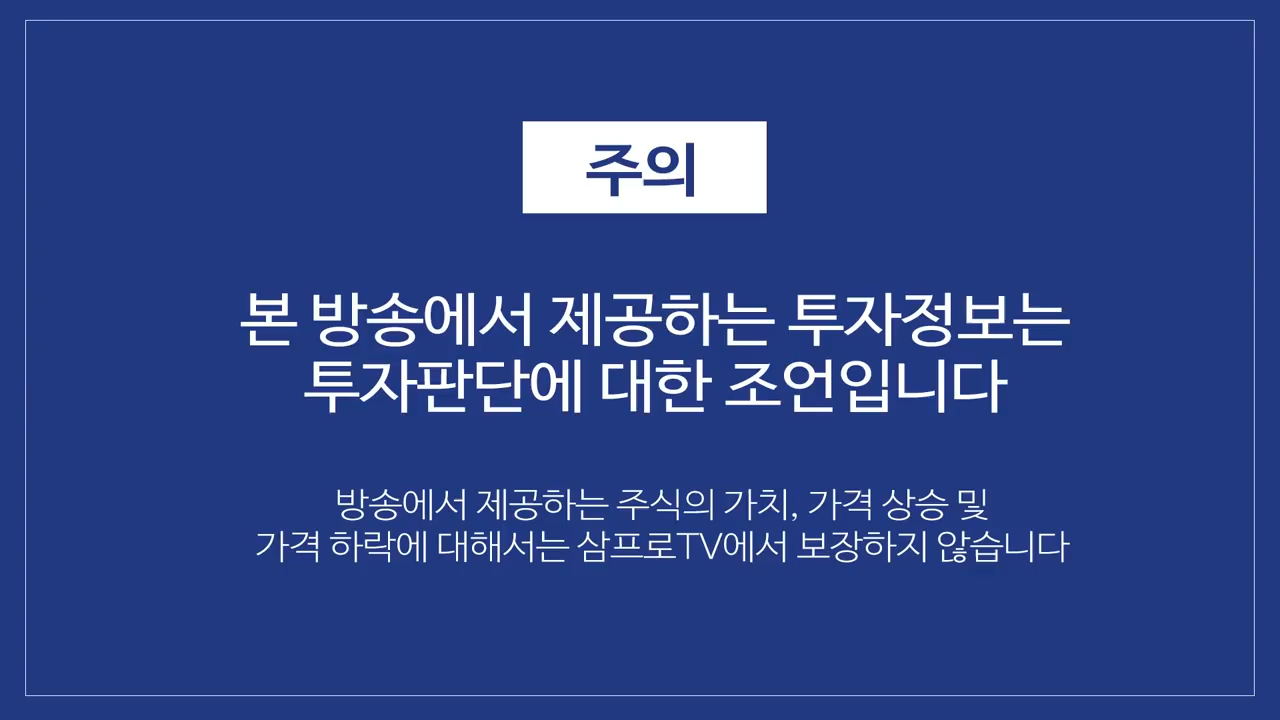 주의
본 방송에서 제공하는 투자정보는
투자판단에 대한 조언입니다
방송에서 제공하는 주식의 가치, 가격 상승 및
가격 하락에 대해서는 삼프로TV에서 보장하지 않습니다